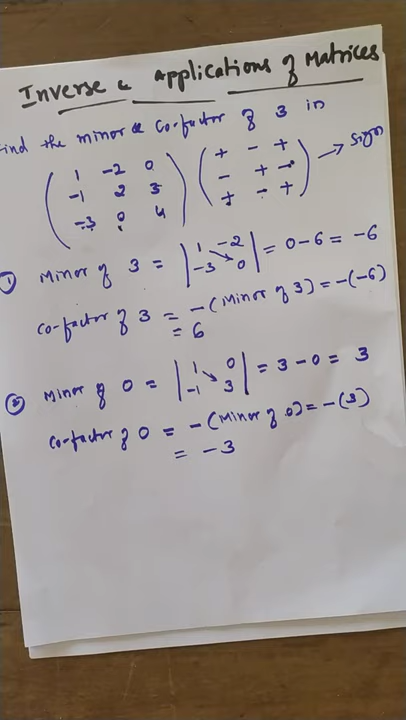 Inverse & Applications of Matrices
Find the minor & Co-factor of 3 in
( 1 -2 0 ) ( + - + )
( -1 2 3 ) ( - + - ) → Sign
( -3 0 4 ) ( + - + )
① Minor of 3 = | 1 -2 | = 0-6 = -6
| -3 0 |
Co-factor of 3 = -(Minor of 3) = -(-6)
= 6
② Minor of 0 = | 1 0 | = 3-0 = 3
| -1 3 |
Co-factor of 0 = -(Minor of 0) = -(3)
= -3